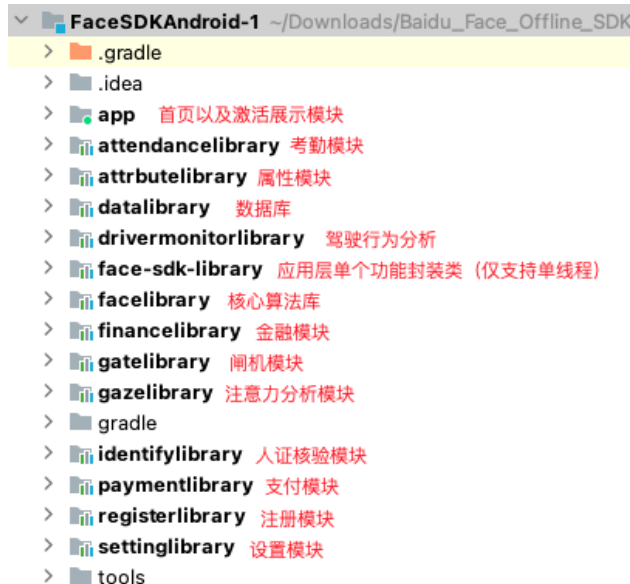 FaceSDKAndroid-1 ~/Downloads/Baidu_Face_Offline_SDK
.gradle
.idea
app 首页以及激活展示模块
attendancelibrary 考勤模块
attrbutelibrary 属性模块
datalibrary 数据库
drivermonitorlibrary 驾驶行为分析
face-sdk-library 应用层单个功能封装类（仅支持单线程）
facelibrary 核心算法库
financelibrary 金融模块
gatelibrary 闸机模块
gazelibrary 注意力分析模块
gradle
identifylibrary 人证核验模块
paymentlibrary 支付模块
registerlibrary 注册模块
settinglibrary 设置模块
tools